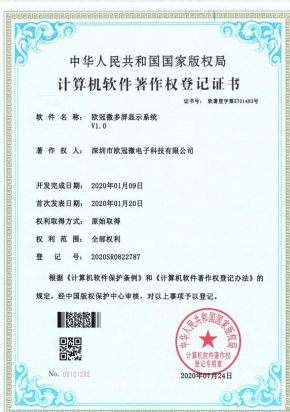 中华人民共和国国家版权局
计算机软件著作权登记证书
证书号： 软著登字第5701483号
软件名称： 欧冠微多屏显示系统
V1.0
著作权人： 深圳市欧冠微电子科技有限公司
开发完成日期： 2020年01月09日
首次发表日期： 2020年01月20日
权利取得方式： 原始取得
权利范围： 全部权利
登记号： 2020SR0822787
根据《计算机软件保护条例》和《计算机软件著作权登记办法》的
规定，经中国版权保护中心审核，对以上事项予以登记。
中华人民共和国国家版权局
计算机软件著作权
登记专用章
No. 06101292
2020年07月24日